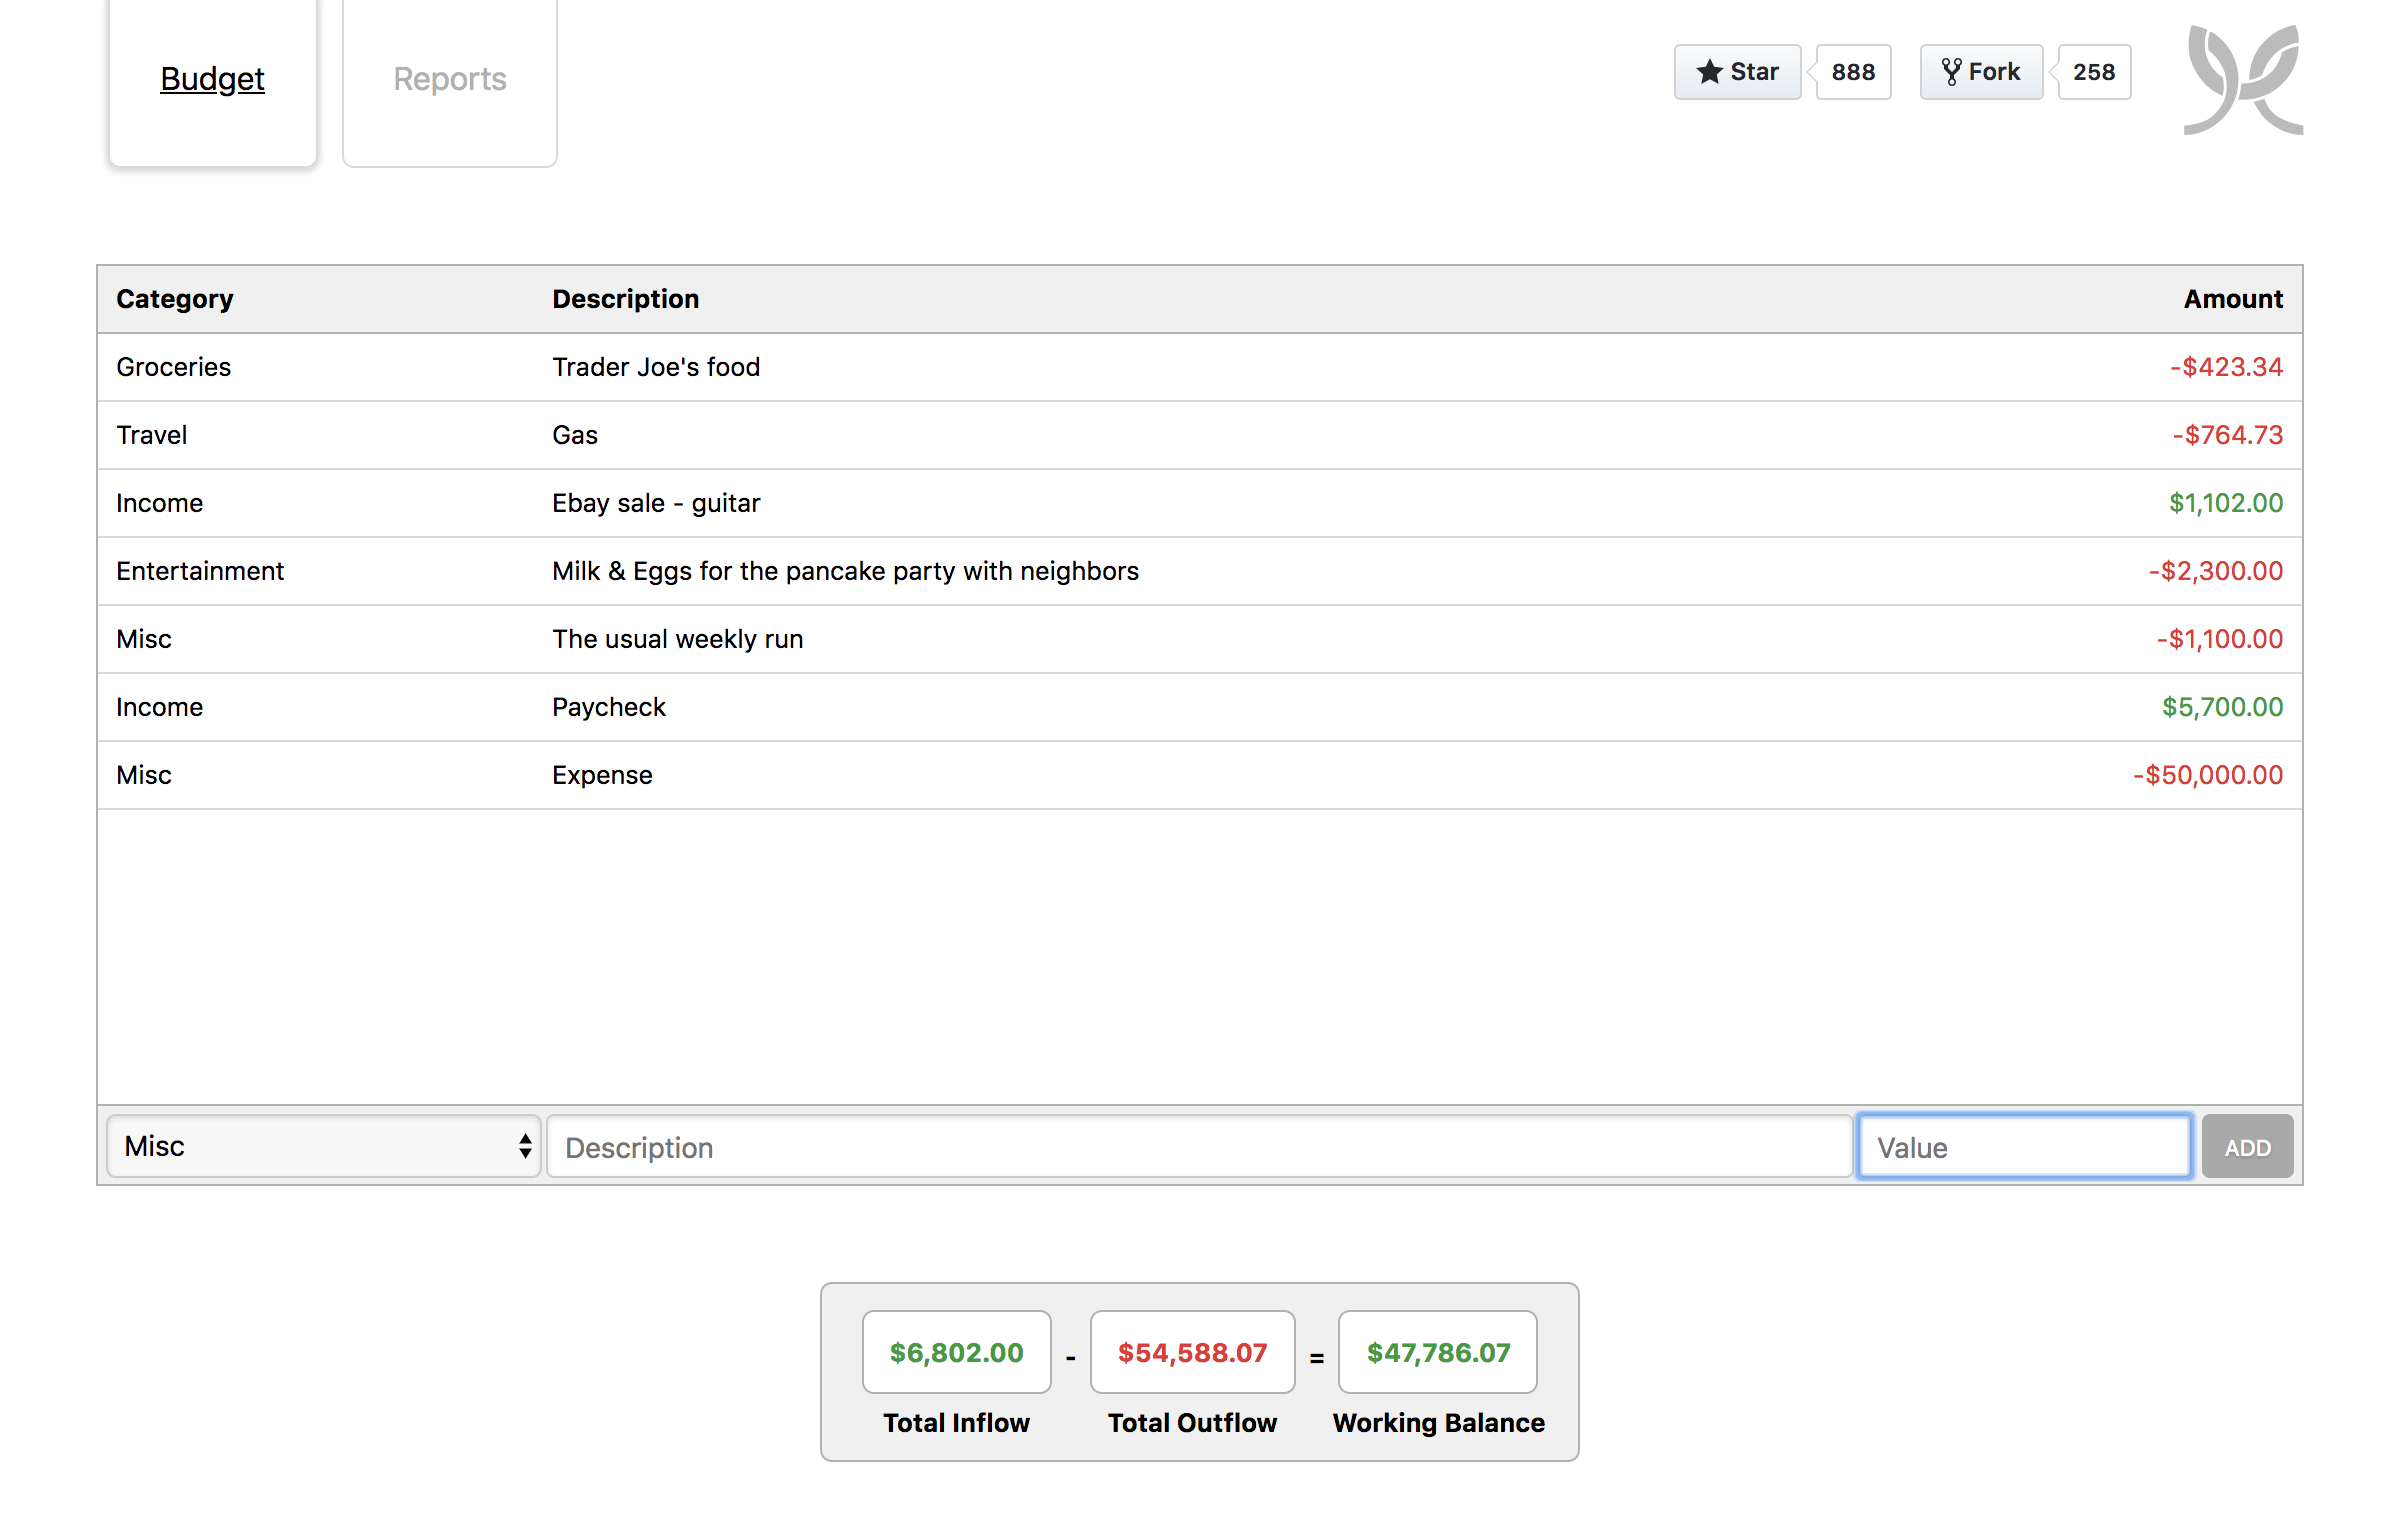 Budget Reports Star 888 Fork 258
Category Description Amount
Groceries Trader Joe's food -$423.34
Travel Gas -$764.73
Income Ebay sale - guitar $1,102.00
Entertainment Milk & Eggs for the pancake party with neighbors -$2,300.00
Misc The usual weekly run -$1,100.00
Income Paycheck $5,700.00
Misc Expense -$50,000.00
Misc Description Value ADD
$6,802.00 - $54,588.07 = $47,786.07
Total Inflow Total Outflow Working Balance